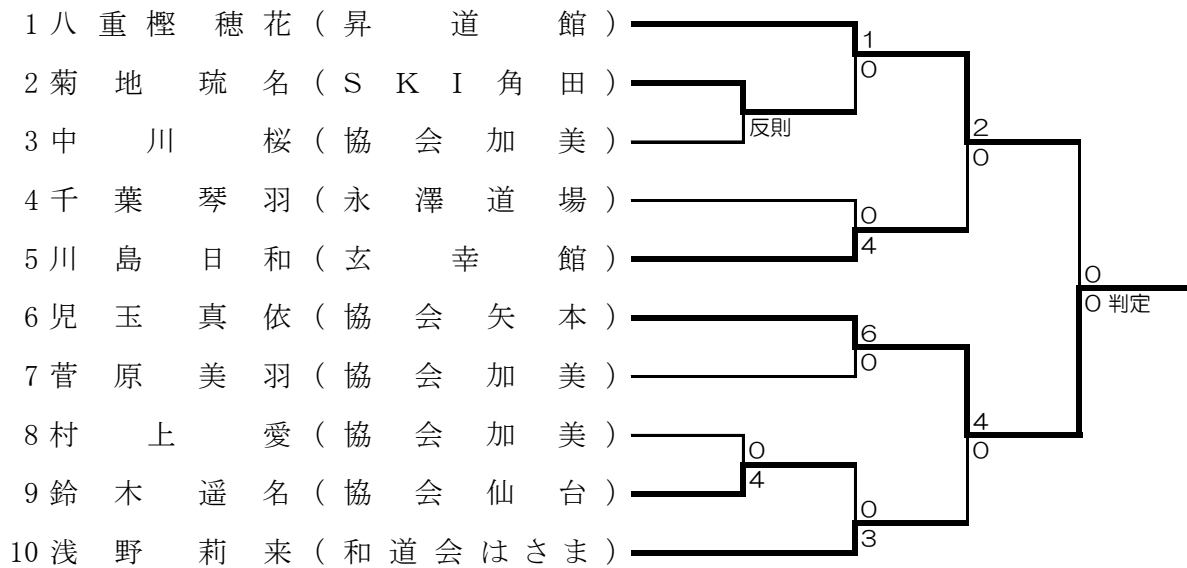 1 八重樫 穂花 (昇道館)
1
0
2 菊地 琉名 (SKI角田)
反則
2
0
3 中川 桜 (協会加美)
4 千葉 琴羽 (永澤道場)
0
4
5 川島 日和 (玄幸館)
0
0 判定
6 児玉 真依 (協会矢本)
6
0
7 菅原 美羽 (協会加美)
8 村上 愛 (協会加美)
4
0
0
4
9 鈴木 遥名 (協会仙台)
0
3
10 浅野 莉来 (和道会はさま)